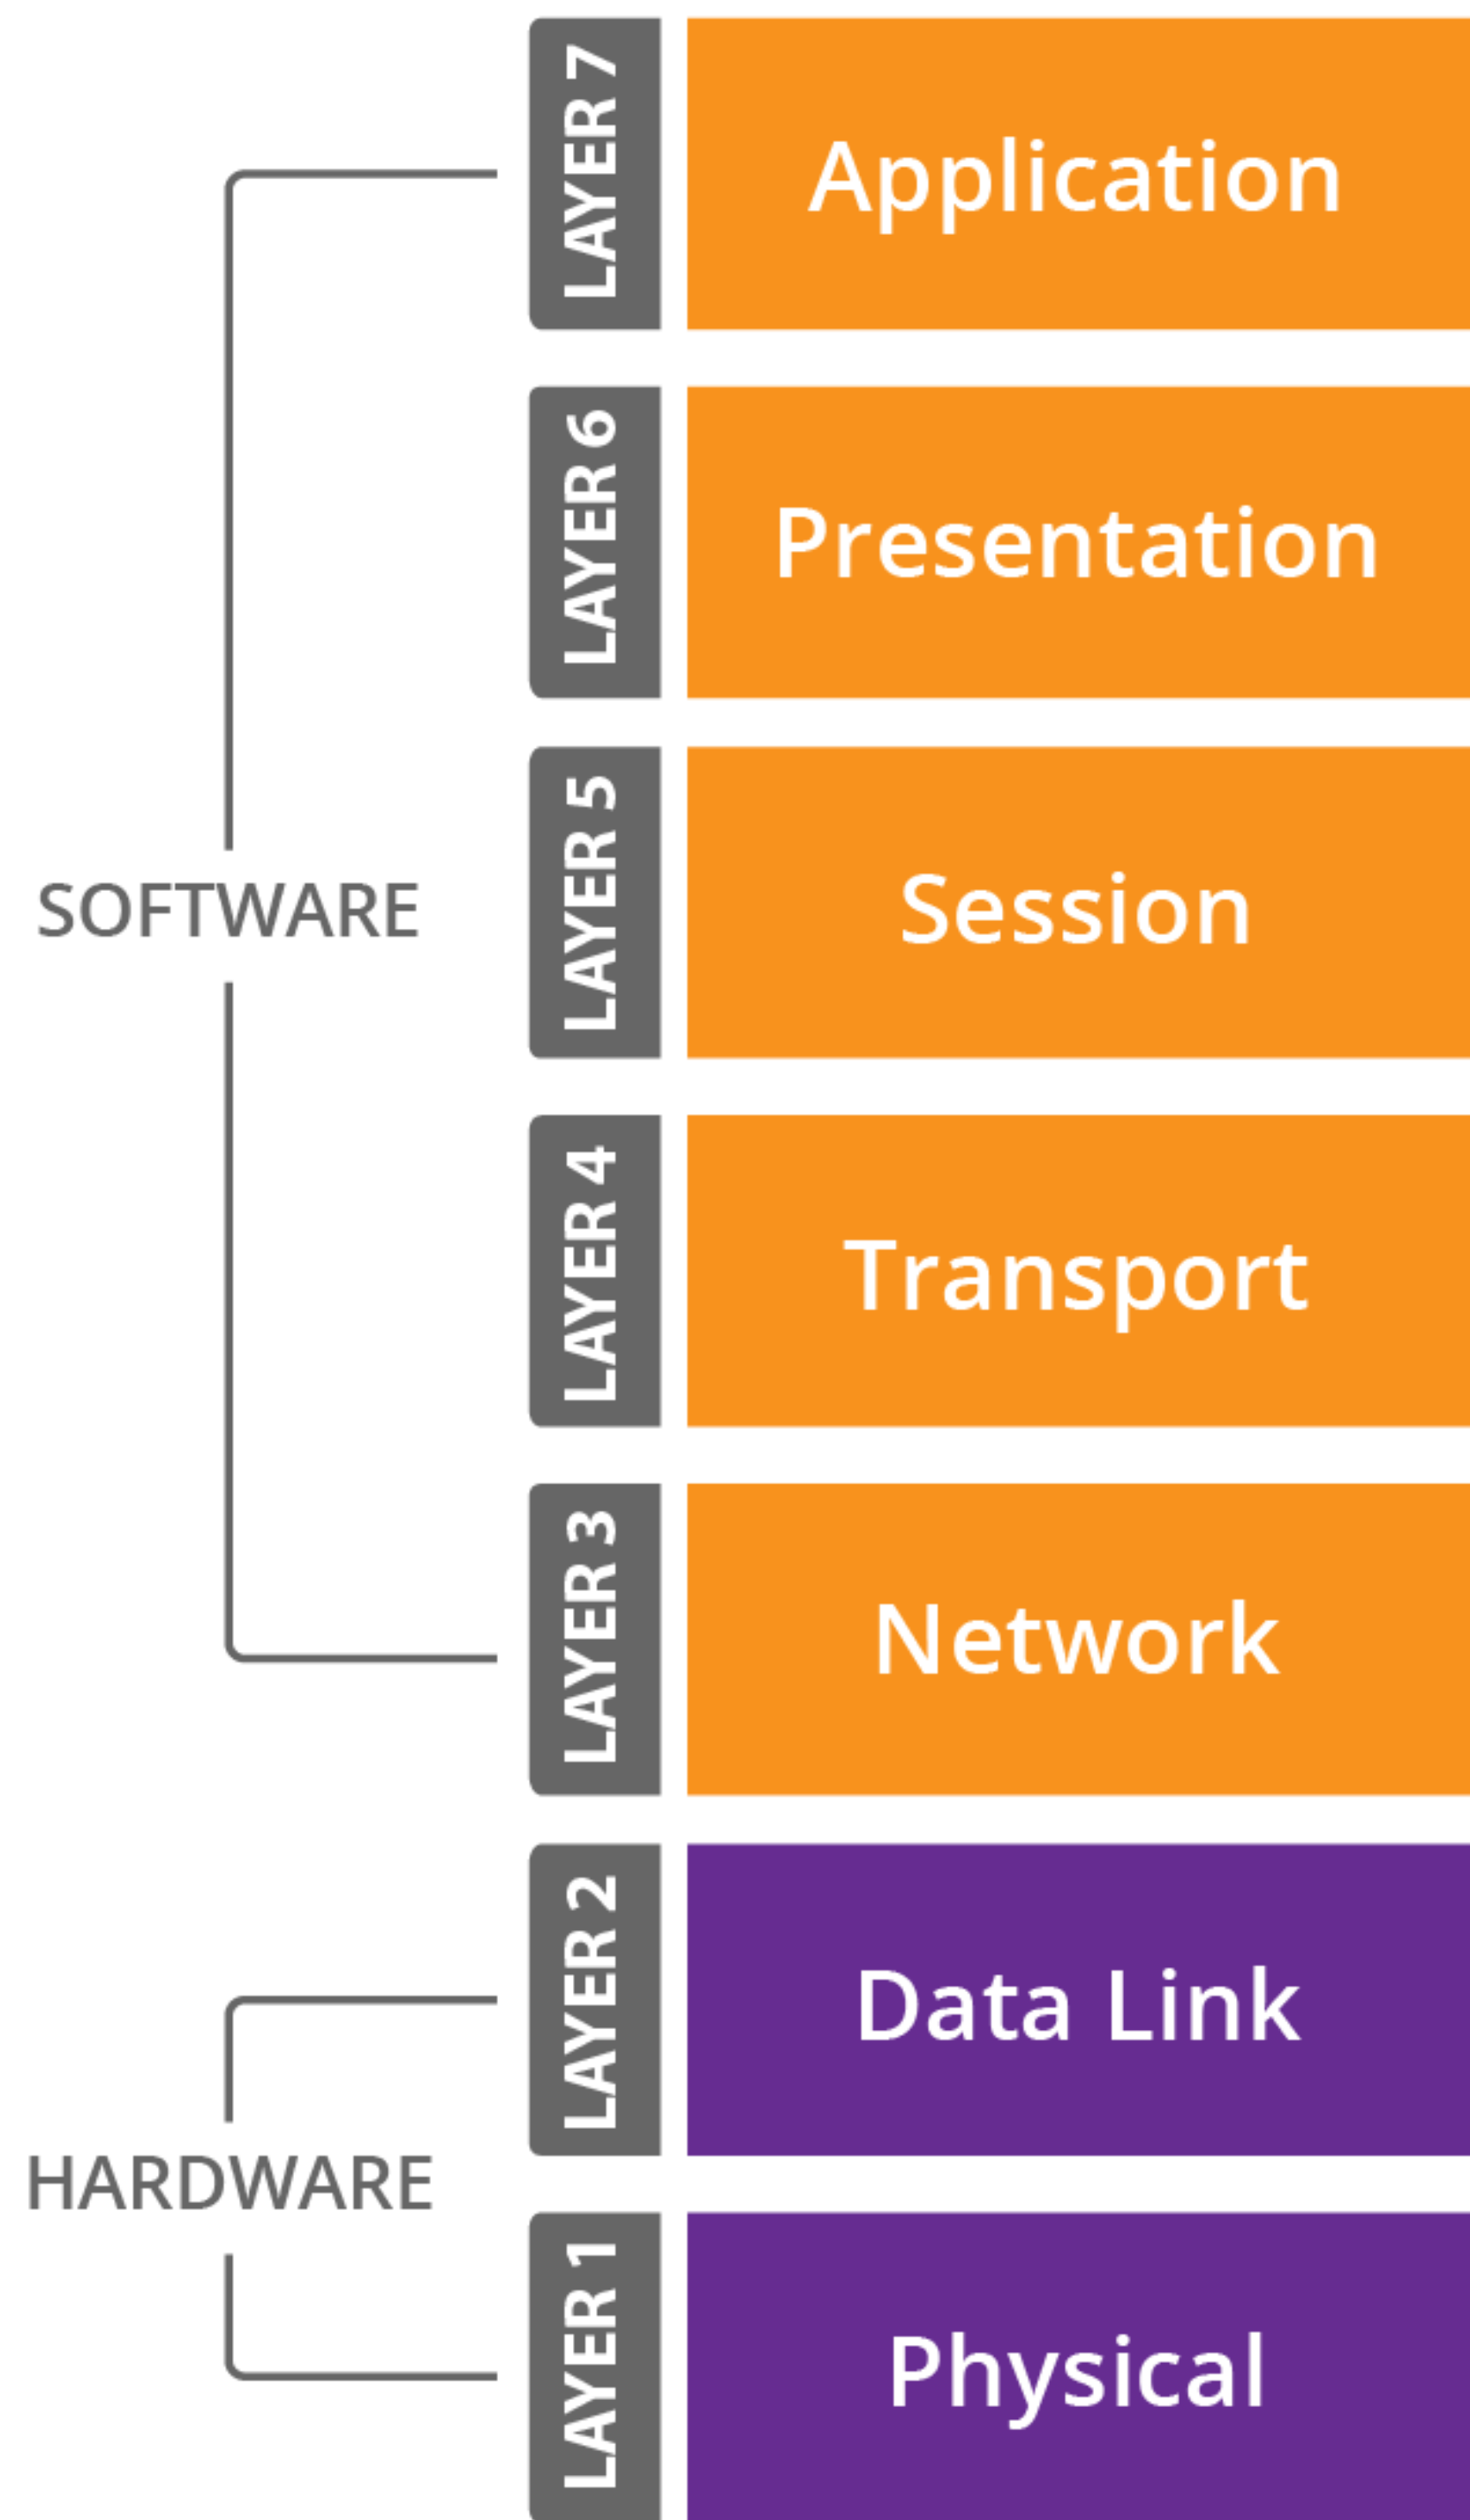 LAYER 7
Application
LAYER 6
Presentation
LAYER 5
Session
SOFTWARE
LAYER 4
Transport
LAYER 3
Network
LAYER 2
Data Link
HARDWARE
LAYER 1
Physical